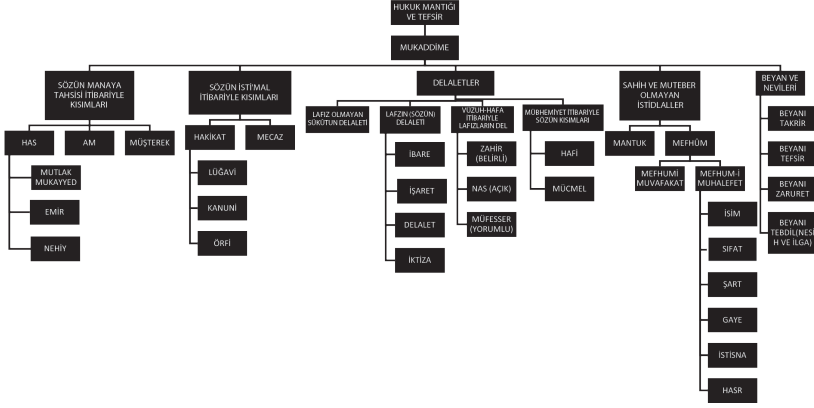 HUKUK MANTIĞI
VE TEFSİR
MUKADDİME
SÖZÜN MANAYA
TAHSİSİ İTİBARİYLE
KISIMLARI
HAS
MUTLAK
MUKAYYED
EMİR
NEHİY
AM
MÜŞTEREK
SÖZÜN İSTİ'MAL
İTİBARİYLE KISIMLARI
HAKİKAT
LÜĞAVİ
KANUNİ
ÖRFİ
MECAZ
DELALETLER
LAFIZ OLMAYAN
SÜKÛTUN DELALETİ
LAFZIN (SÖZÜN)
DELALETİ
İBARE
İŞARET
DELALET
İKTİZA
VUZUH-HAFA
İTİBARİYLE
LAFIZLARIN DEL
ZAHİR
(BELİRLİ)
NAS (AÇIK)
MÜFESSER
(YORUMLU)
MÜBHEMİYET İTİBARİYLE
SÖZÜN KISIMLARI
HAFİ
MÜCMEL
SAHİH VE MUTEBER
OLMAYAN
İSTİDLALLER
MANTUK
MEFHÛM
MEFHUMİ
MUVAFAKAT
MEFHUM-İ
MUHALEFET
İSİM
SIFAT
ŞART
GAYE
İSTİSNA
HASR
BEYAN VE
NEVİLERİ
BEYANI
TAKRİR
BEYANI
TEFSİR
BEYANI
ZARURET
BEYANI
TEBDİL(NESİ
H VE İLGA)